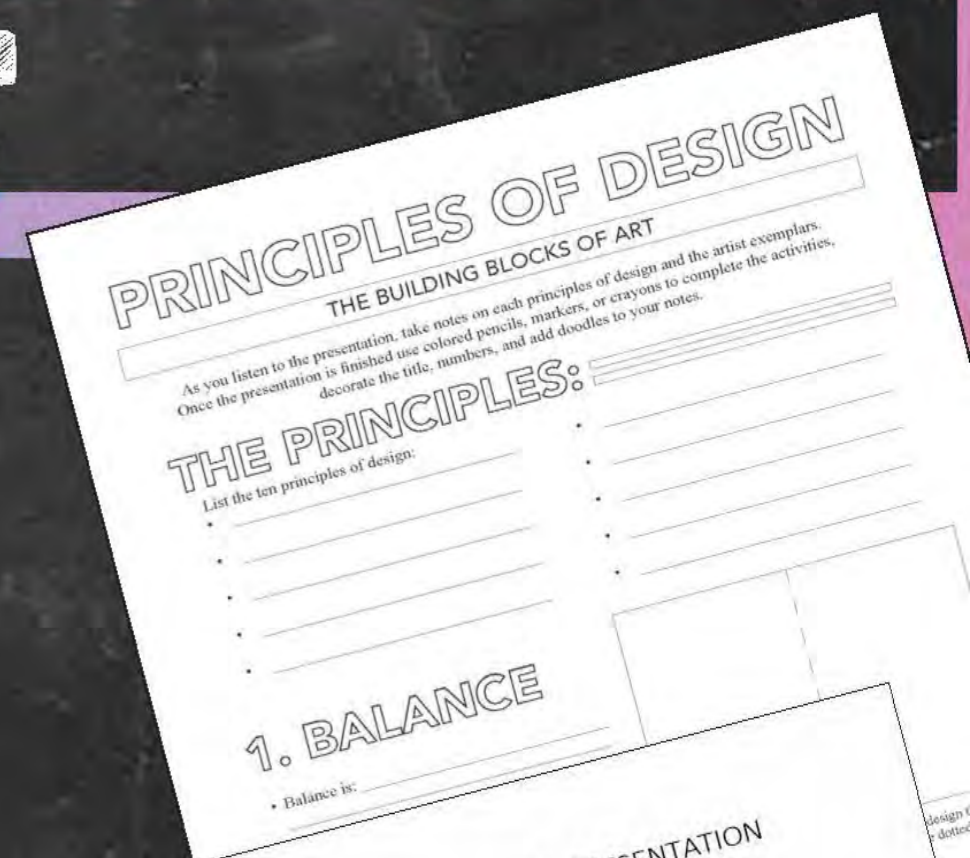 PRINCIPLES OF DESIGN
THE BUILDING BLOCKS OF ART
As you listen to the presentation, take notes on each principles of design and the artist exemplars.
Once the presentation is finished use colored pencils, markers, or crayons to complete the activities,
decorate the title, numbers, and add doodles to your notes.
THE PRINCIPLES:
List the ten principles of design:
1. BALANCE
• Balance is:
design
dotted